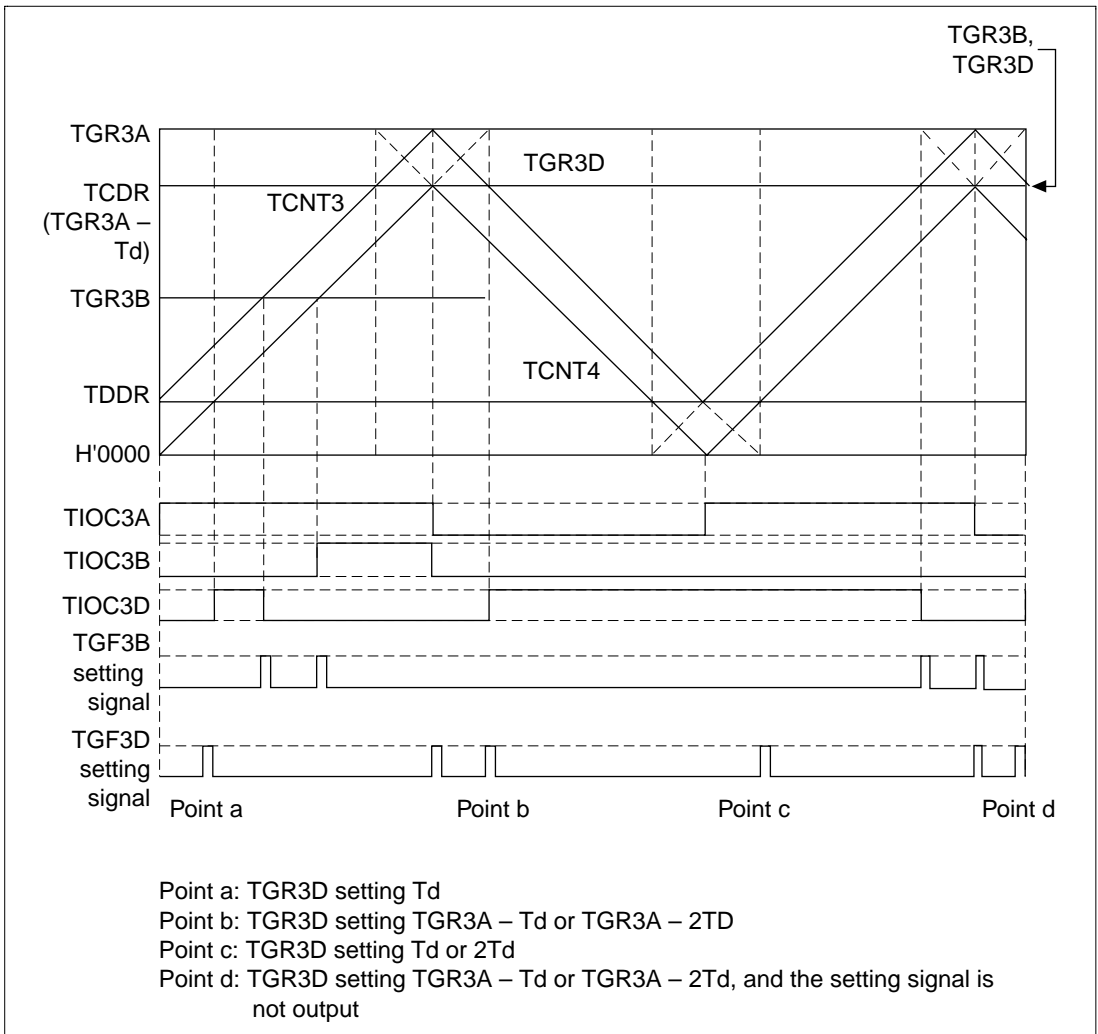 TGR3B,
TGR3D
TGR3A
TGR3D
TCDR
(TGR3A –
Td)
TCNT3
TGR3B
TCNT4
TDDR
H'0000
TIOC3A
TIOC3B
TIOC3D
TGF3B
setting
signal
TGF3D
setting
signal
Point a
Point b
Point c
Point d
Point a: TGR3D setting Td
Point b: TGR3D setting TGR3A – Td or TGR3A – 2TD
Point c: TGR3D setting Td or 2Td
Point d: TGR3D setting TGR3A – Td or TGR3A – 2Td, and the setting signal is
not output